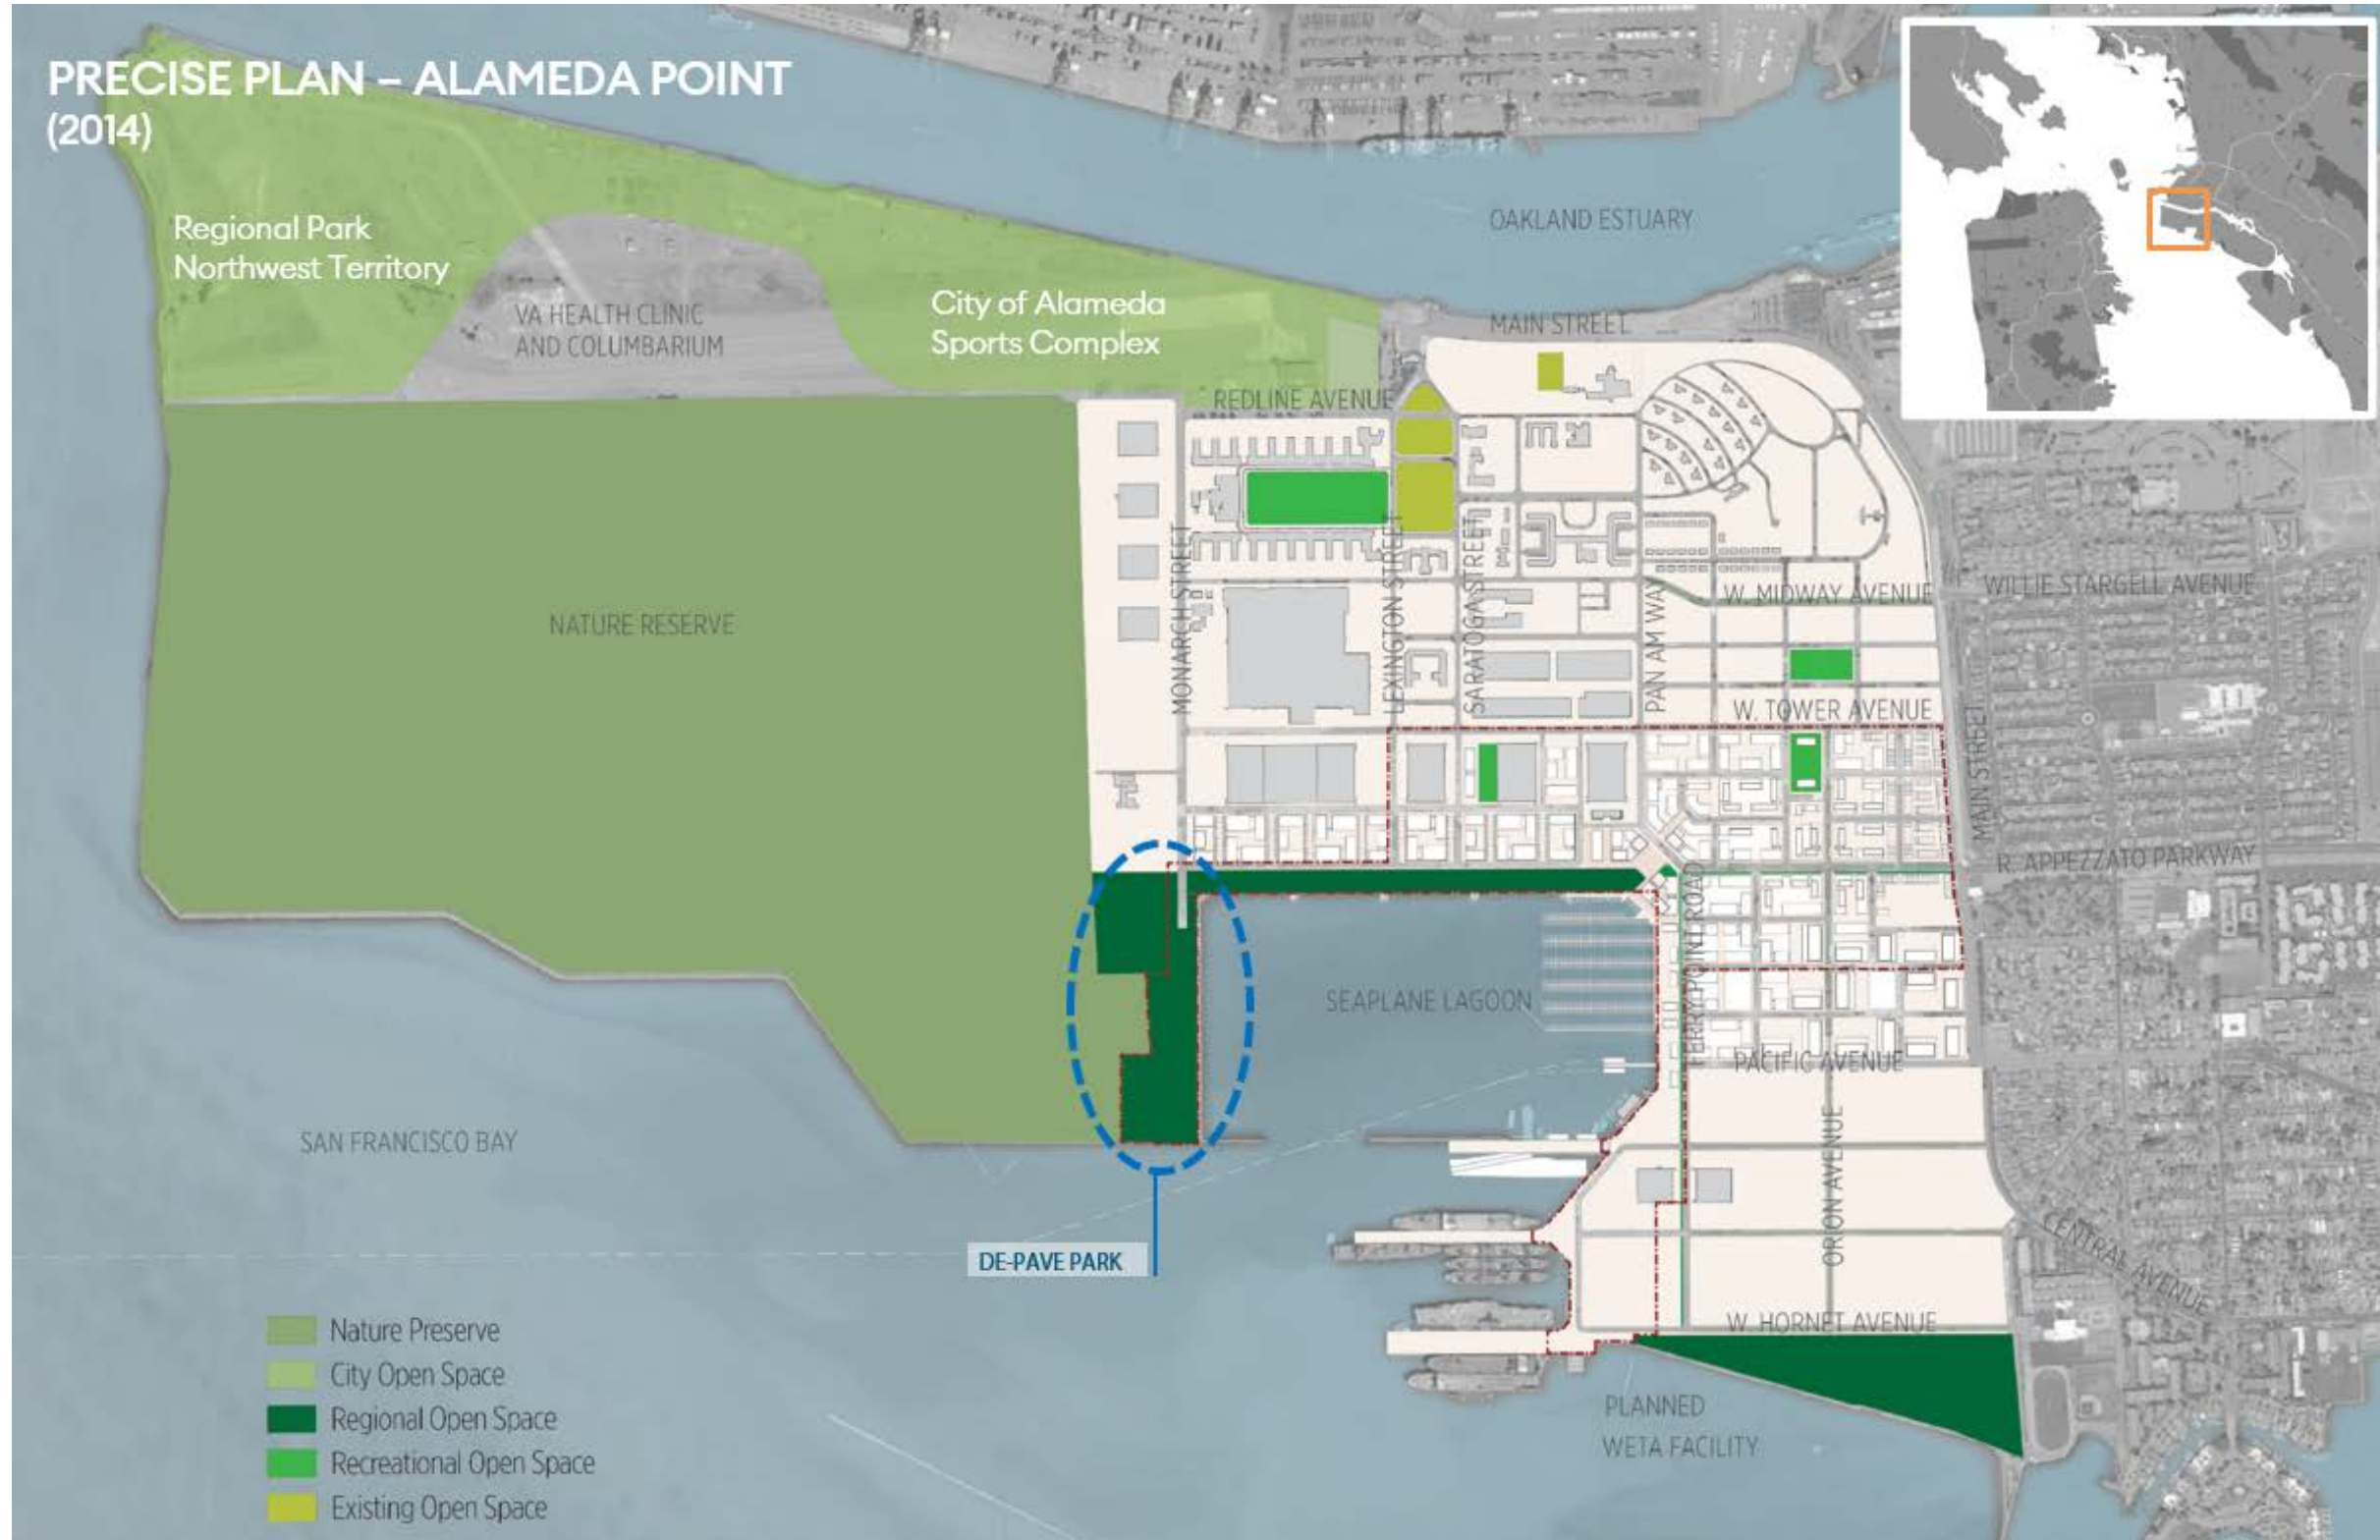 PRECISE PLAN – ALAMEDA POINT
(2014)
Regional Park
Northwest Territory
VA HEALTH CLINIC
AND COLUMBARIUM
City of Alameda
Sports Complex
OAKLAND ESTUARY
MAIN STREET
REDLINE AVENUE
NATURE RESERVE
MONARCH STREET
LEXINGTON STREET
SARATOGA STREET
PAN AM WAY
W. MIDWAY AVENUE
WILLIE STARGELL AVENUE
W. TOWER AVENUE
MAIN STREET
R. APPEZZATO PARKWAY
FERRY POINT ROAD
SEAPLANE LAGOON
PACIFIC AVENUE
ORION AVENUE
SAN FRANCISCO BAY
DE-PAVE PARK
CENTRAL AVENUE
W. HORNET AVENUE
PLANNED
WETA FACILITY
Nature Preserve
City Open Space
Regional Open Space
Recreational Open Space
Existing Open Space